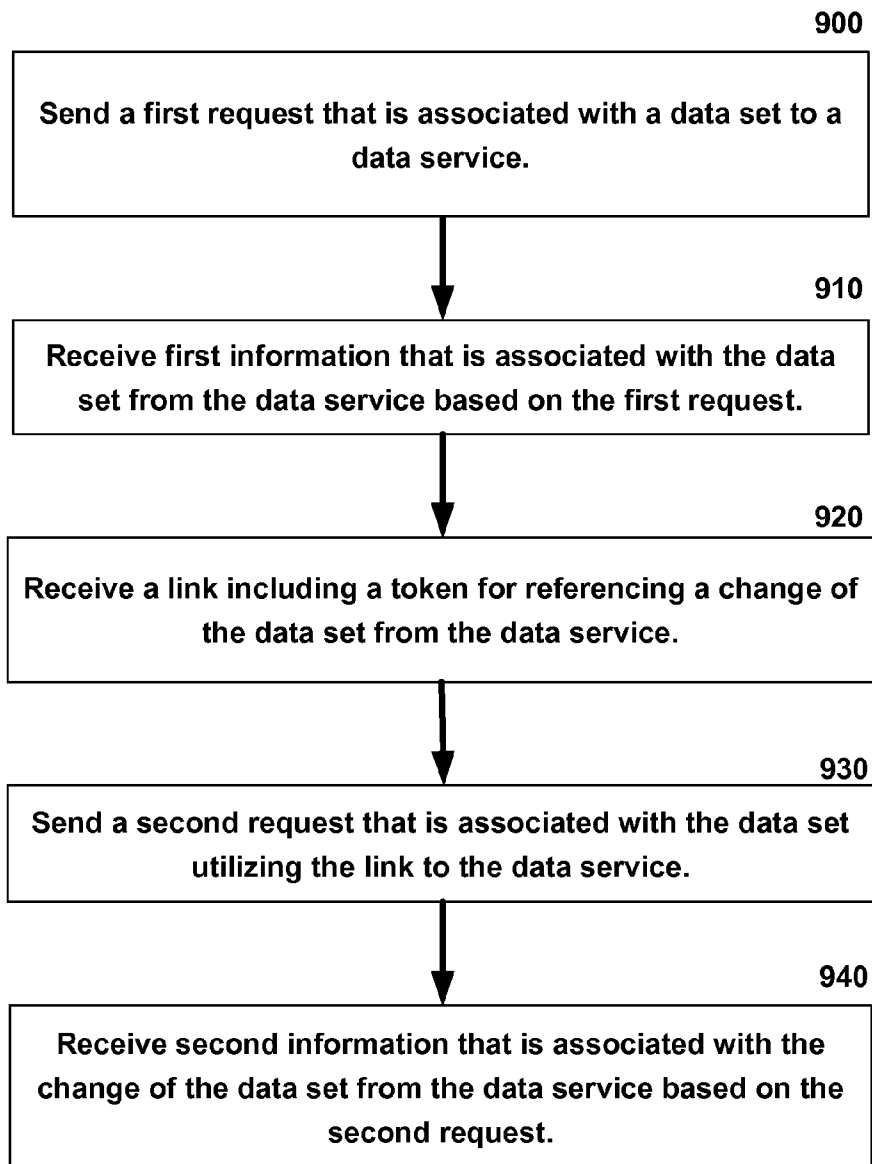 900
Send a first request that is associated with a data set to a
data service.
910
Receive first information that is associated with the data
set from the data service based on the first request.
920
Receive a link including a token for referencing a change of
the data set from the data service.
930
Send a second request that is associated with the data set
utilizing the link to the data service.
940
Receive second information that is associated with the
change of the data set from the data service based on the
second request.